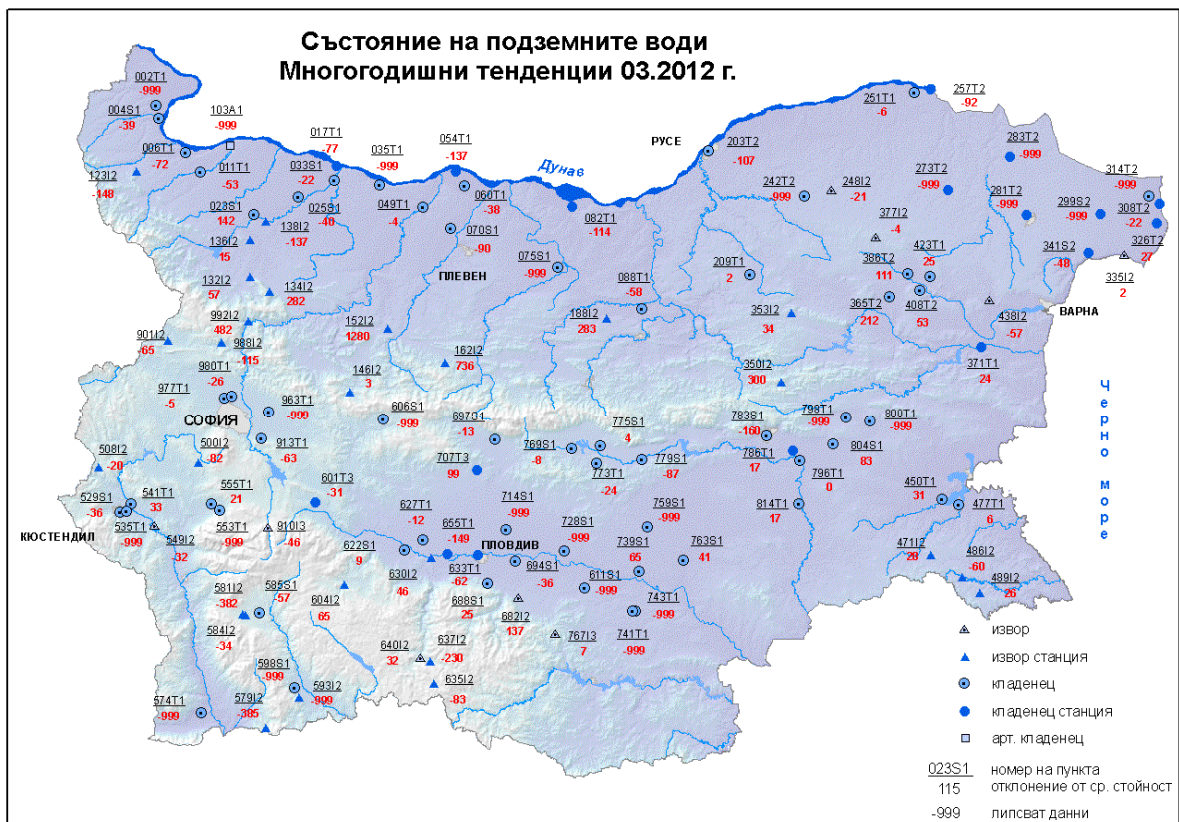 Състояние на подземните води
Многогодишни тенденции 03.2012 г.
002T1
-999
004S1
-39
103A1
-999
006T1
-72
011T1
-53
123I2
-148
017T1
-77
033S1
-22
035T1
-999
054T1
-137
Дунав
РУСЕ
203T2
-107
251T1
-6
257T2
-92
283T2
-999
273T2
-999
314T2
-999
023S1
142
025S1
-40
138I2
-137
136I2
15
049T1
-4
060T1
-38
070S1
-90
082T1
-114
242T2
-999
248I2
-21
281T2
-999
299S2
-999
308T2
-22
377I2
-4
326T2
27
341S2
-48
335I2
2
132I2
57
134I2
282
ПЛЕВЕН
075S1
-999
088T1
-58
209T1
2
386T2
111
423T1
25
365T2
212
408T2
53
438I2
-57
ВАРНА
992I2
482
901I2
-65
988I2
-115
152I2
1280
188I2
283
353I2
34
371T1
24
162I2
736
146I2
3
350I2
300
980T1
-26
977T1
-5
СОФИЯ
963T1
-999
606S1
-999
697S1
-13
775S1
4
783S1
-160
798T1
-999
800T1
-999
Черно море
508I2
-20
500I2
-82
913T1
-63
769S1
-8
707T3
99
773T1
-24
779S1
-87
786T1
17
804S1
83
796T1
0
529S1
-36
541T1
33
555T1
21
601T3
-31
627T1
-12
714S1
-999
759S1
-999
814T1
17
450T1
31
477T1
6
КЮСТЕНДИЛ
535T1
-999
549I2
-32
553T1
-999
910I3
-46
622S1
9
655T1
-149
ПЛОВДИВ
728S1
-999
739S1
65
763S1
41
471I2
28
486I2
-60
489I2
26
581I2
-382
585S1
-57
604I2
65
630I2
46
633T1
-62
694S1
-36
611S1
-999
688S1
25
682I2
137
743T1
-999
741T1
-999
584I2
-34
640I2
32
637I2
-230
767I3
7
598S1
-999
593I2
-999
635I2
-83
574T1
-999
579I2
-385
извор
извор станция
кладенец
кладенец станция
арт. кладенец
023S1 номер на пункта
115 отклонение от ср. стойност
-999 липсват данни